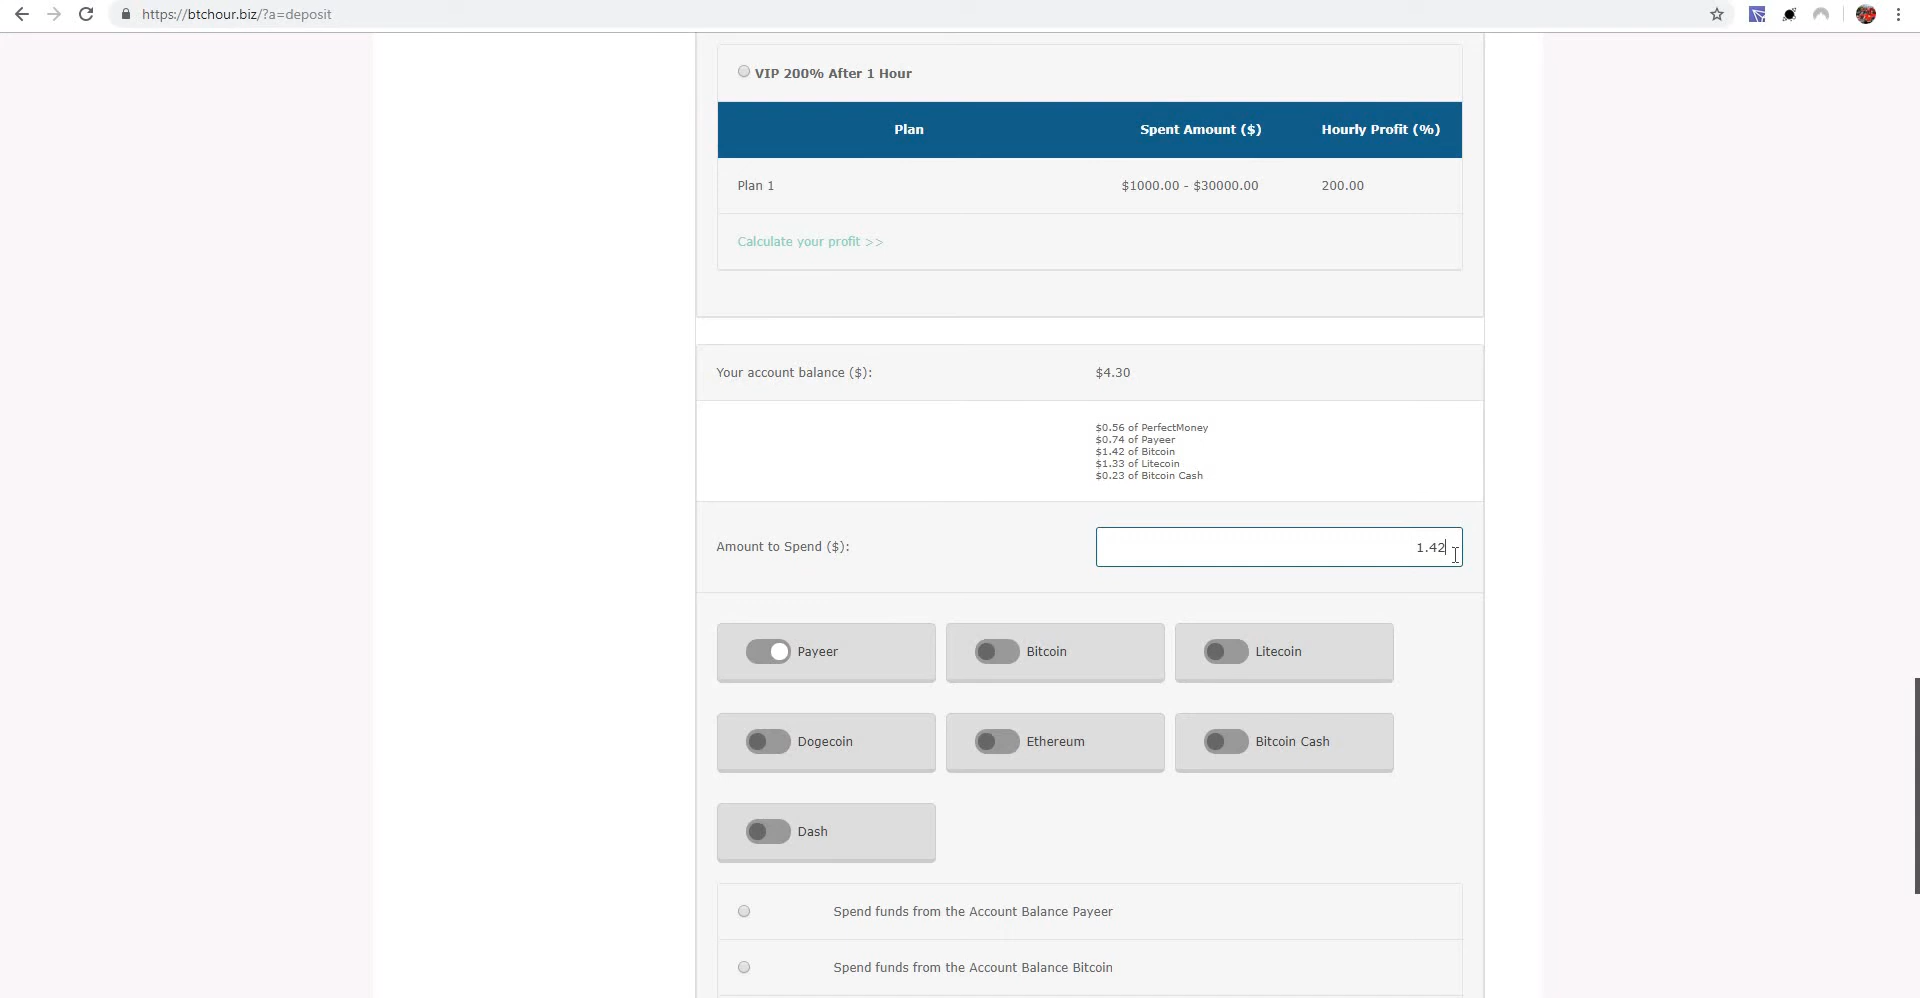 https://btchour.biz/?a=deposit
VIP 200% After 1 Hour
Plan Spent Amount ($) Hourly Profit (%)
Plan 1 $1000.00 - $30000.00 200.00
Calculate your profit >>
Your account balance ($): $4.30
$0.56 of PerfectMoney
$0.74 of Payeer
$1.42 of Bitcoin
$1.33 of Litecoin
$0.23 of Bitcoin Cash
Amount to Spend ($): 1.42
Payeer Bitcoin Litecoin
Dogecoin Ethereum Bitcoin Cash
Dash
Spend funds from the Account Balance Payeer
Spend funds from the Account Balance Bitcoin